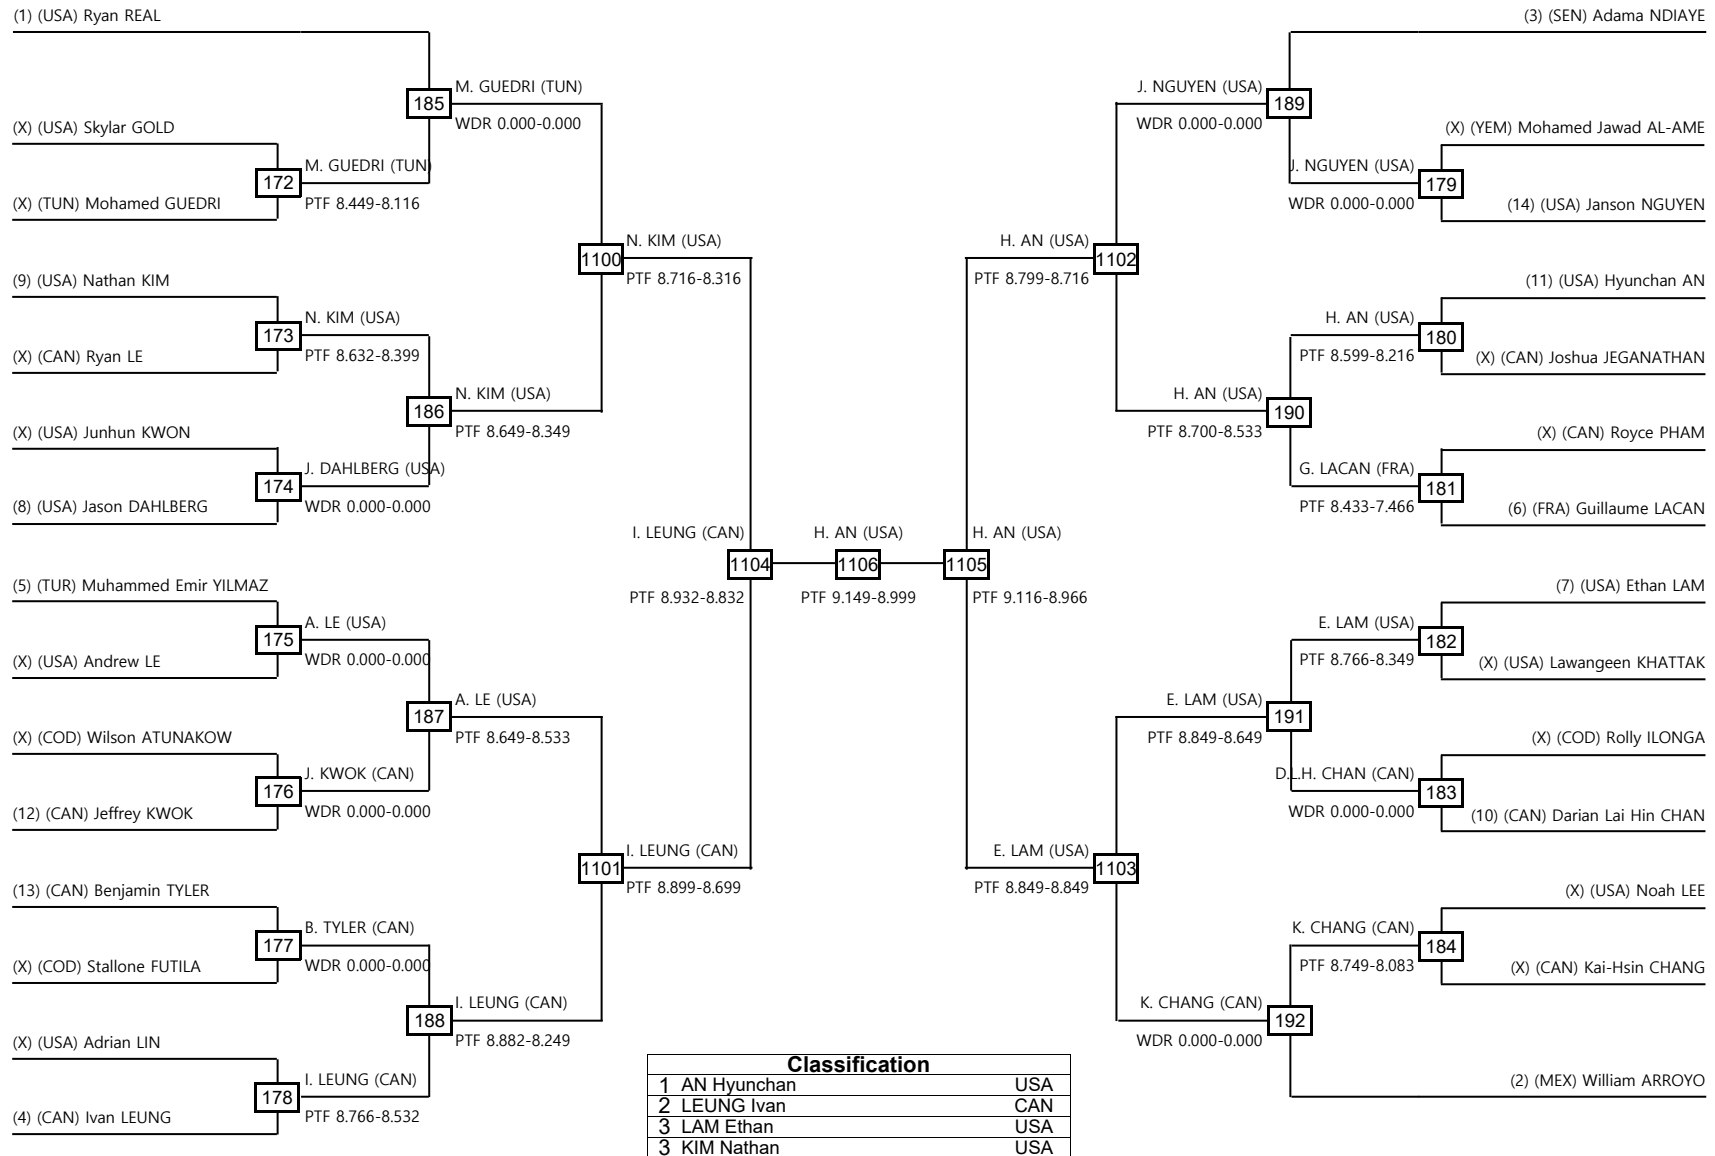 (1) (USA) Ryan REAL
(3) (SEN) Adama NDIAYE
M. GUEDRI (TUN)
185
WDR 0.000-0.000
J. NGUYEN (USA)
189
WDR 0.000-0.000
(X) (USA) Skylar GOLD
(X) (YEM) Mohamed Jawad AL-AME
M. GUEDRI (TUN)
172
PTF 8.449-8.116
J. NGUYEN (USA)
179
WDR 0.000-0.000
(X) (TUN) Mohamed GUEDRI
(14) (USA) Janson NGUYEN
N. KIM (USA)
1100
PTF 8.716-8.316
H. AN (USA)
1102
PTF 8.799-8.716
(9) (USA) Nathan KIM
(11) (USA) Hyunchan AN
N. KIM (USA)
173
PTF 8.632-8.399
H. AN (USA)
180
PTF 8.599-8.216
(X) (CAN) Ryan LE
(X) (CAN) Joshua JEGANATHAN
N. KIM (USA)
186
PTF 8.649-8.349
H. AN (USA)
190
PTF 8.700-8.533
(X) (USA) Junhun KWON
(X) (CAN) Royce PHAM
J. DAHLBERG (USA)
174
WDR 0.000-0.000
G. LACAN (FRA)
181
PTF 8.433-7.466
(8) (USA) Jason DAHLBERG
(6) (FRA) Guillaume LACAN
I. LEUNG (CAN)
1104
PTF 8.932-8.832
H. AN (USA)
1106
PTF 9.149-8.999
H. AN (USA)
1105
PTF 9.116-8.966
(5) (TUR) Muhammed Emir YILMAZ
(7) (USA) Ethan LAM
A. LE (USA)
175
WDR 0.000-0.000
E. LAM (USA)
182
PTF 8.766-8.349
(X) (USA) Andrew LE
(X) (USA) Lawangeen KHATTAK
A. LE (USA)
187
PTF 8.649-8.533
E. LAM (USA)
191
PTF 8.849-8.649
(X) (COD) Wilson ATUNAKOW
(X) (COD) Rolly ILONGA
J. KWOK (CAN)
176
WDR 0.000-0.000
D.L.H. CHAN (CAN)
183
WDR 0.000-0.000
(12) (CAN) Jeffrey KWOK
(10) (CAN) Darian Lai Hin CHAN
I. LEUNG (CAN)
1101
PTF 8.899-8.699
E. LAM (USA)
1103
PTF 8.849-8.849
(13) (CAN) Benjamin TYLER
(X) (USA) Noah LEE
B. TYLER (CAN)
177
WDR 0.000-0.000
K. CHANG (CAN)
184
PTF 8.749-8.083
(X) (COD) Stallone FUTILA
(X) (CAN) Kai-Hsin CHANG
I. LEUNG (CAN)
188
PTF 8.882-8.249
K. CHANG (CAN)
192
WDR 0.000-0.000
(X) (USA) Adrian LIN
(2) (MEX) William ARROYO
I. LEUNG (CAN)
178
PTF 8.766-8.532
(4) (CAN) Ivan LEUNG
Classification
1 AN Hyunchan USA
2 LEUNG Ivan CAN
3 LAM Ethan USA
3 KIM Nathan USA